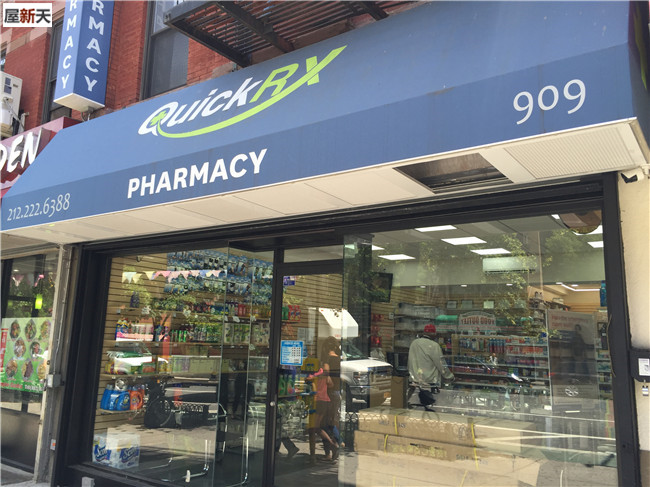 屋新天
PHARMACY
QuickRX
909
DEN
PHARMACY
212.222.6388